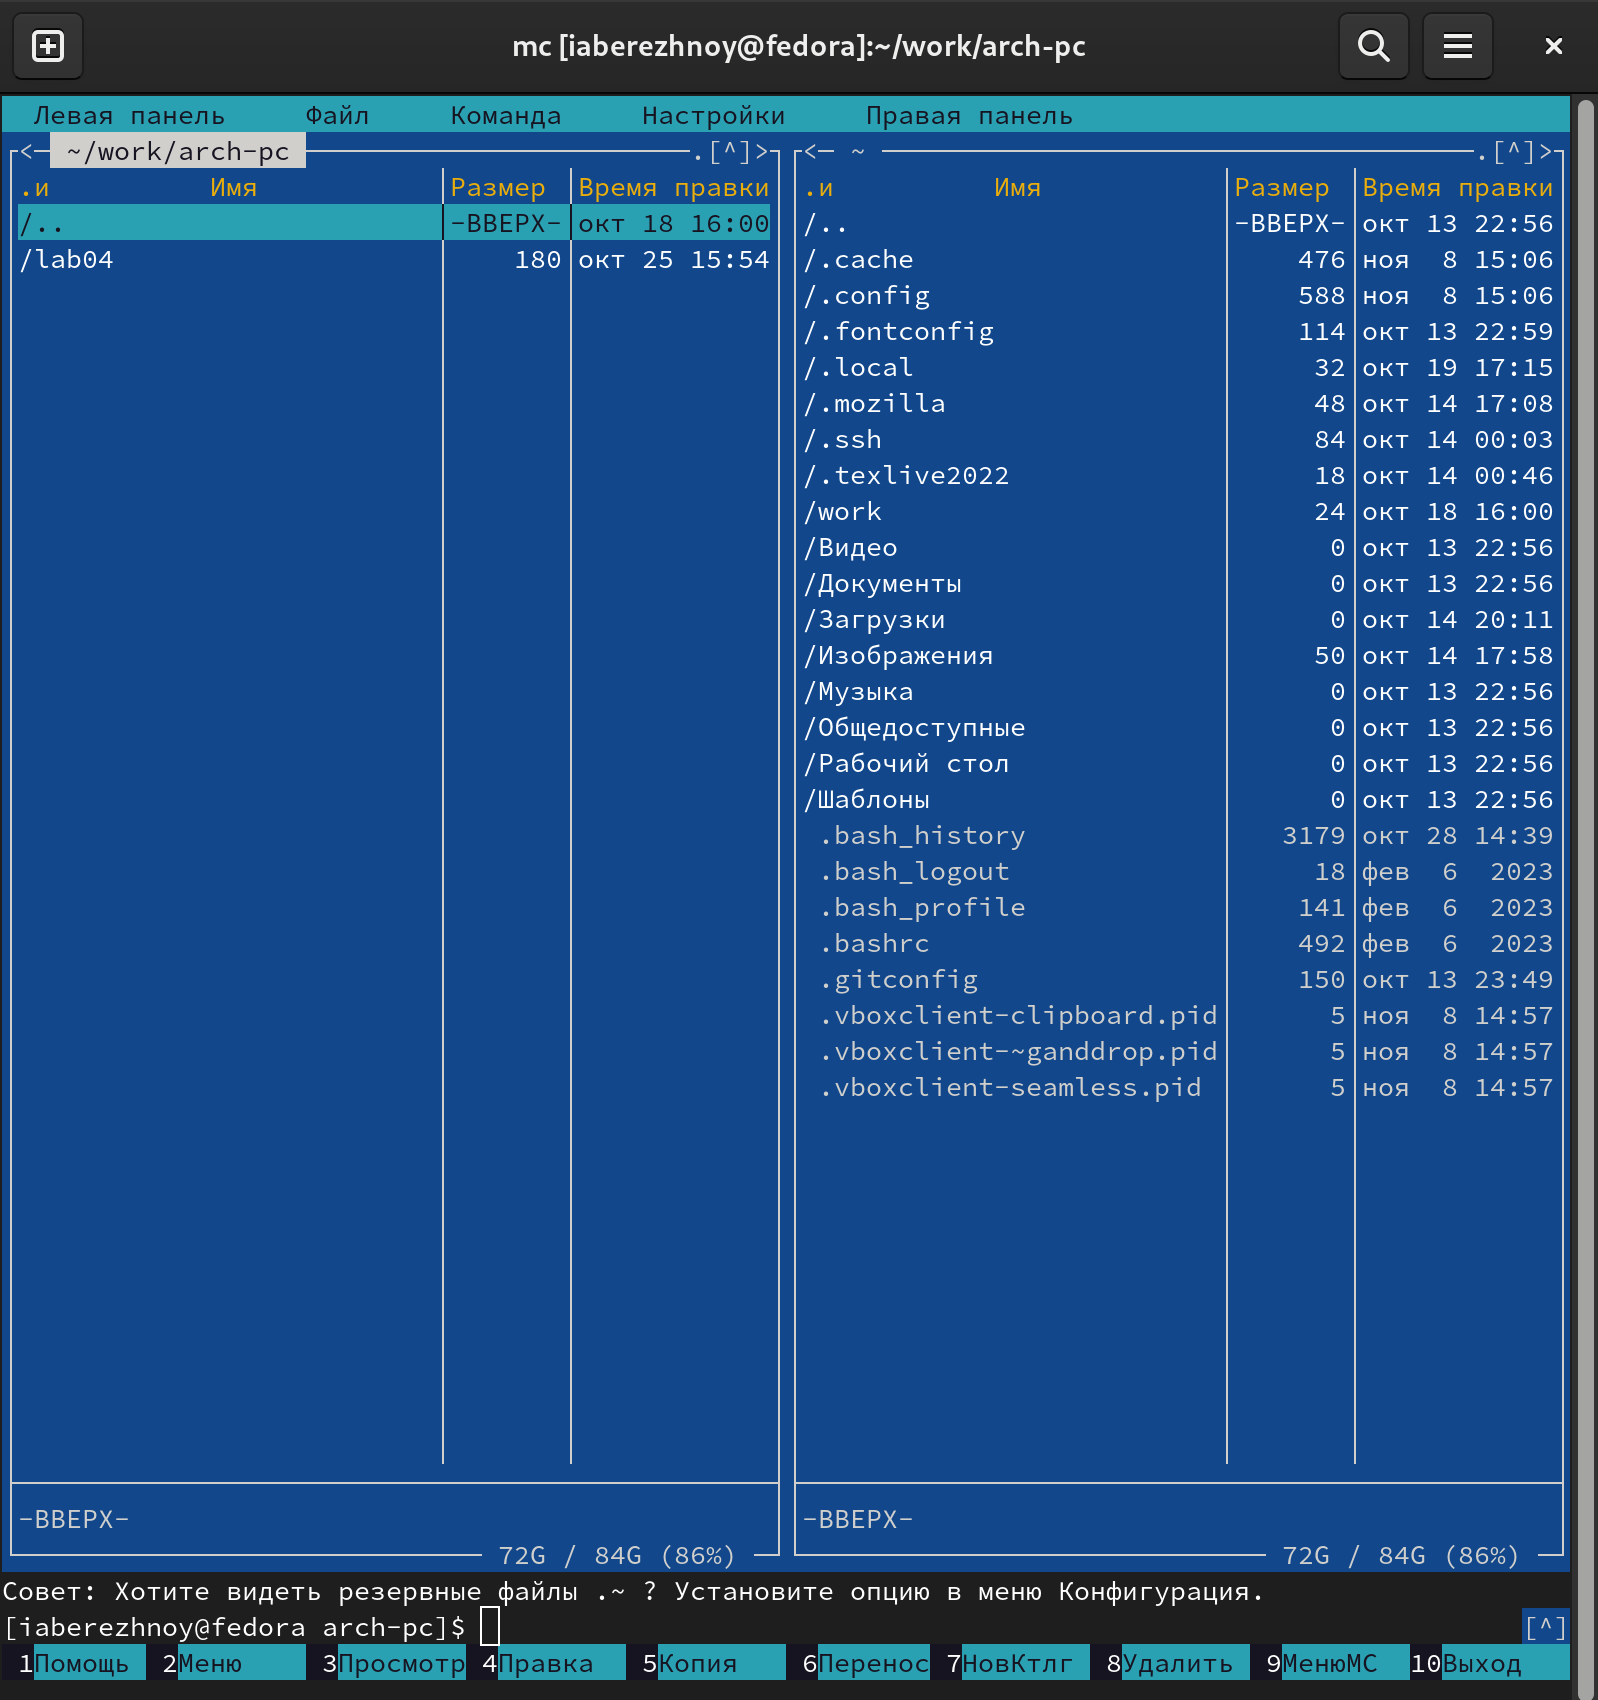 mc [iaberezhnoy@fedora]:~/work/arch-pc
Левая панель Файл Команда Настройки Правая панель
<─ ~/work/arch-pc .[^]> <─ ~ .[^]>
.и Имя Размер Время правки .и Имя Размер Время правки
/.. -ВВЕРХ- окт 18 16:00 /.. -ВВЕРХ- окт 13 22:56
/lab04 180 окт 25 15:54 /.cache 476 ноя 8 15:06
/.config 588 ноя 8 15:06
/.fontconfig 114 окт 13 22:59
/.local 32 окт 19 17:15
/.mozilla 48 окт 14 17:08
/.ssh 84 окт 14 00:03
/.texlive2022 18 окт 14 00:46
/work 24 окт 18 16:00
/Видео 0 окт 13 22:56
/Документы 0 окт 13 22:56
/Загрузки 0 окт 14 20:11
/Изображения 50 окт 14 17:58
/Музыка 0 окт 13 22:56
/Общедоступные 0 окт 13 22:56
/Рабочий стол 0 окт 13 22:56
/Шаблоны 0 окт 13 22:56
.bash_history 3179 окт 28 14:39
.bash_logout 18 фев 6 2023
.bash_profile 141 фев 6 2023
.bashrc 492 фев 6 2023
.gitconfig 150 окт 13 23:49
.vboxclient-clipboard.pid 5 ноя 8 14:57
.vboxclient-~ganddrop.pid 5 ноя 8 14:57
.vboxclient-seamless.pid 5 ноя 8 14:57
-ВВЕРХ- -ВВЕРХ-
72G / 84G (86%) 72G / 84G (86%)
Совет: Хотите видеть резервные файлы .~ ? Установите опцию в меню Конфигурация.
[iaberezhnoy@fedora arch-pc]$ [^]
1Помощь 2Меню 3Просмотр 4Правка 5Копия 6Перенос 7НовКтлг 8Удалить 9МенюMC 10Выход